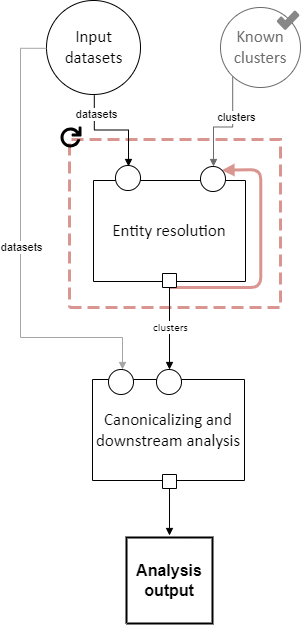 Input
datasets
Known
clusters
datasets
clusters
Entity resolution
datasets
clusters
Canonicalizing and
downstream analysis
Analysis
output